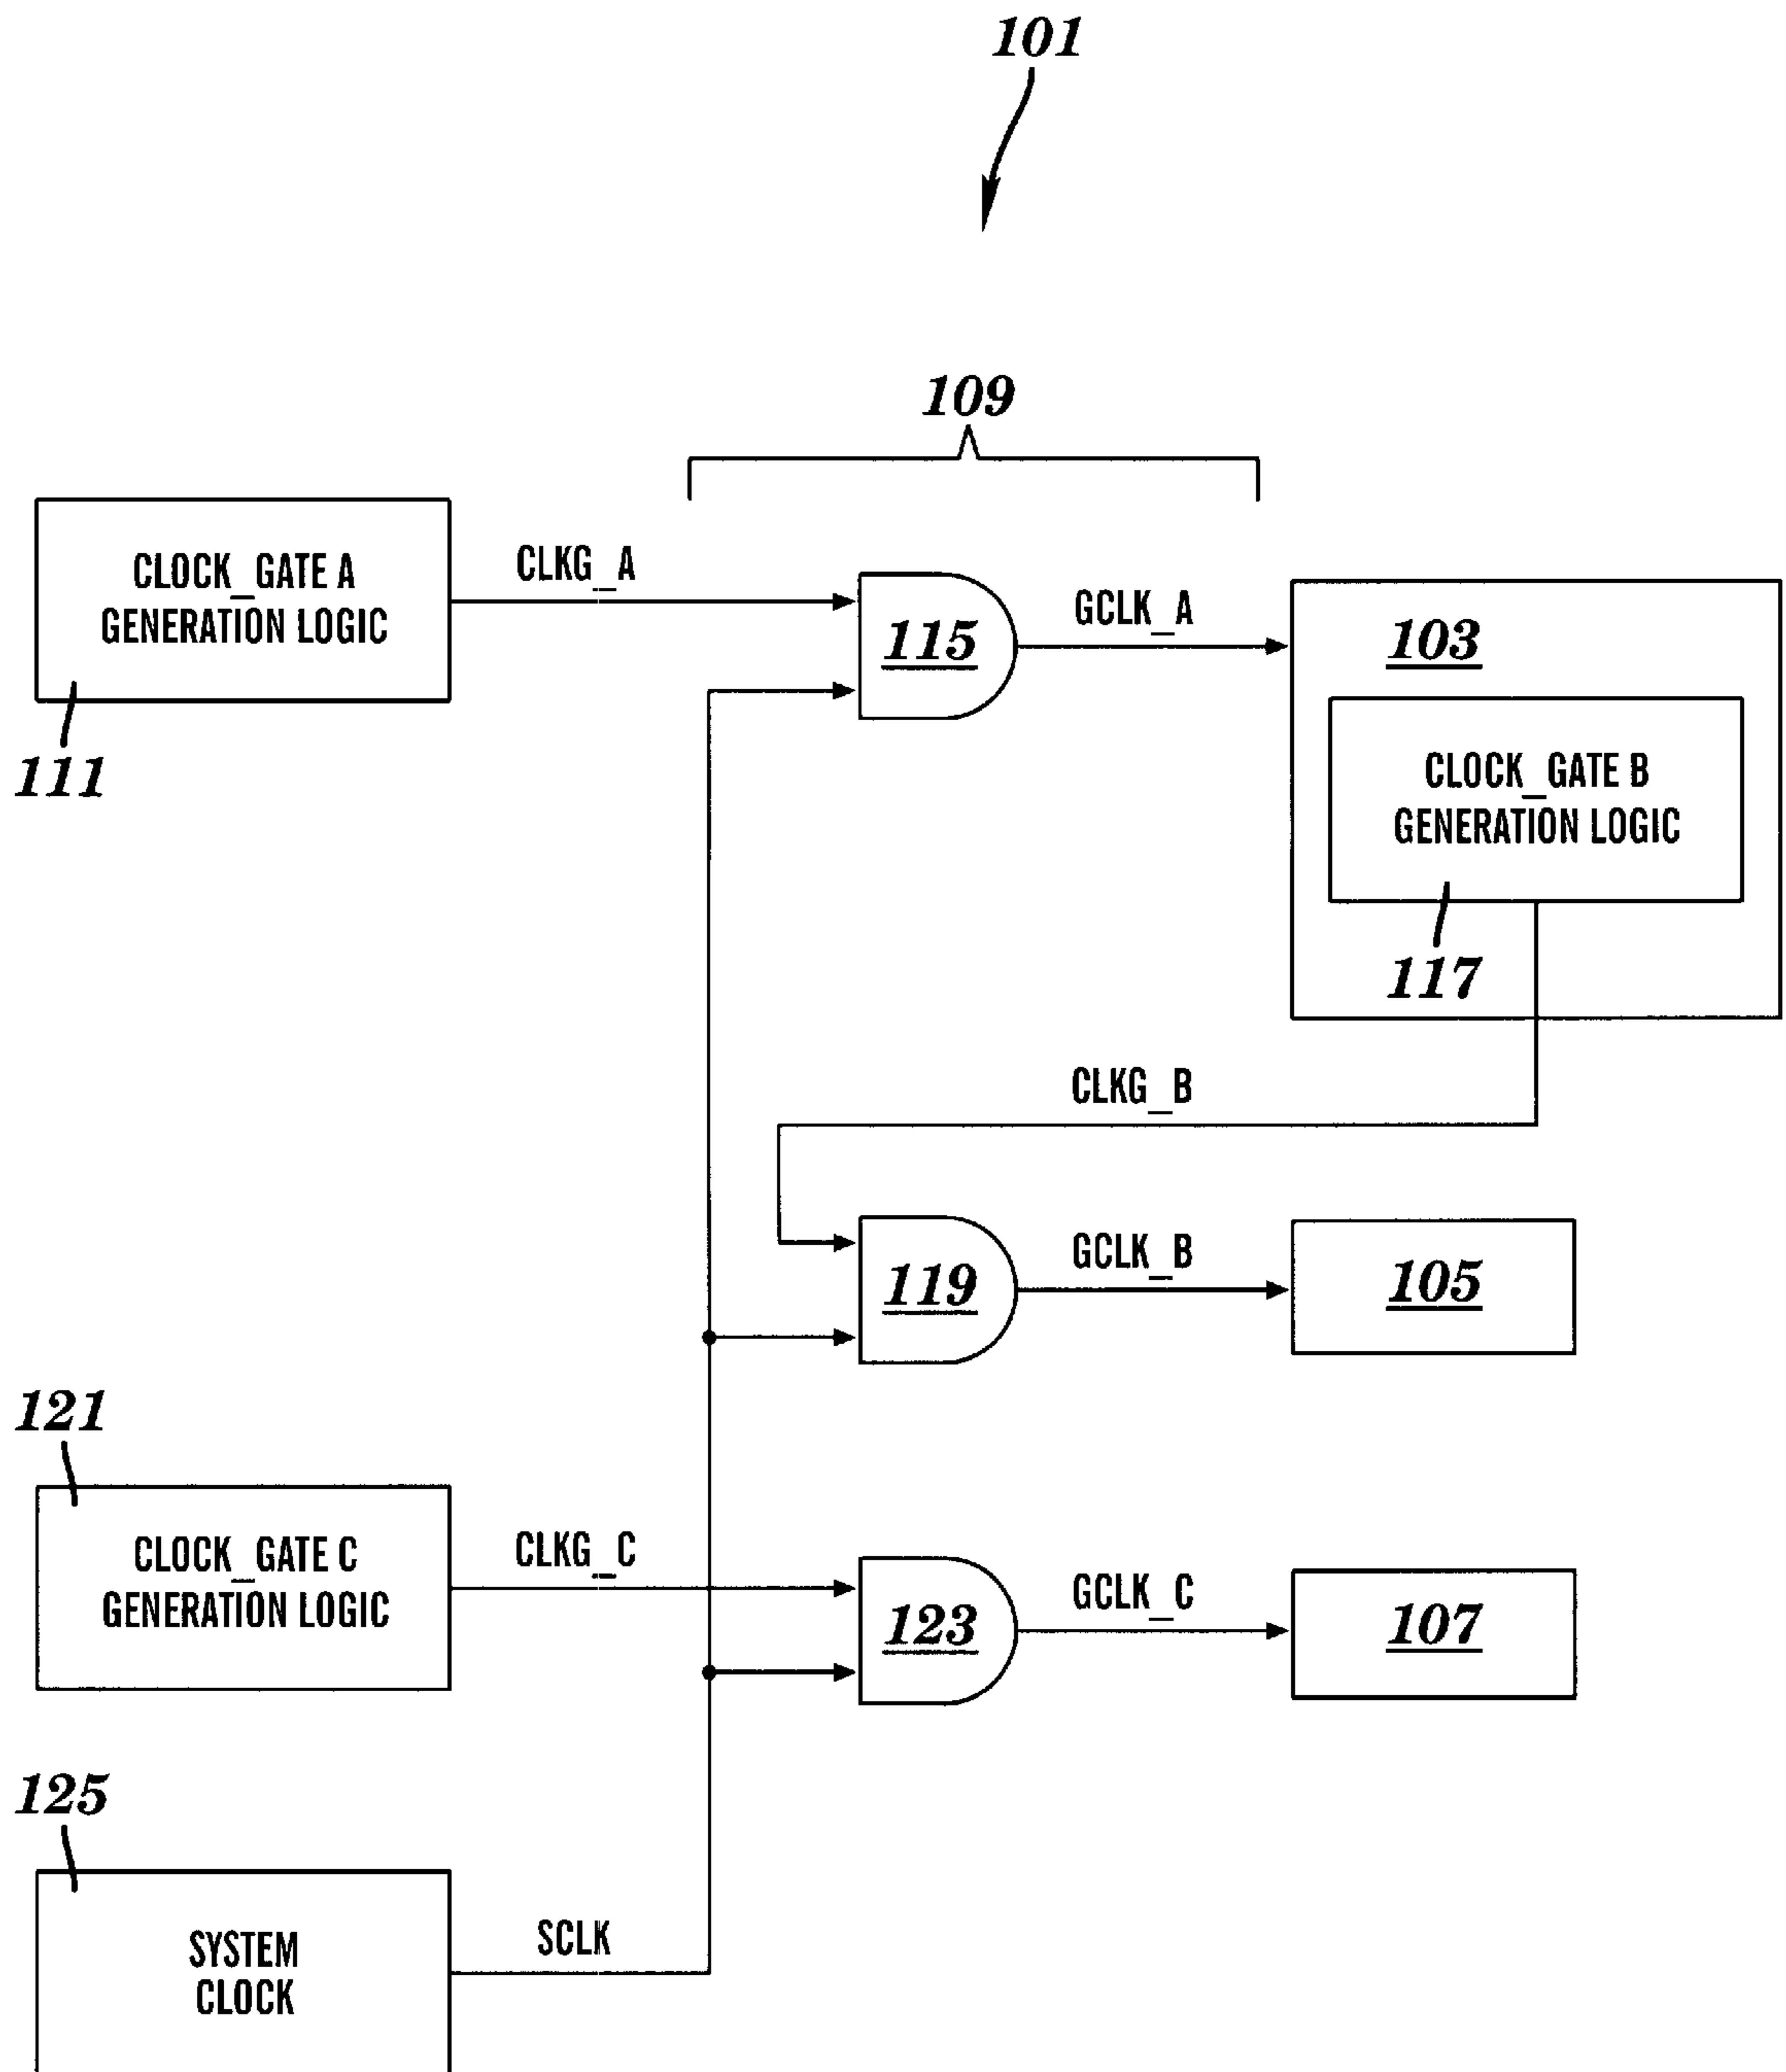 101
109
CLOCK_GATE A
GENERATION LOGIC
CLKG_A
115
GCLK_A
103
111
CLOCK_GATE B
GENERATION LOGIC
117
CLKG_B
119
GCLK_B
105
121
CLOCK_GATE C
GENERATION LOGIC
CLKG_C
123
GCLK_C
107
125
SYSTEM
CLOCK
SCLK